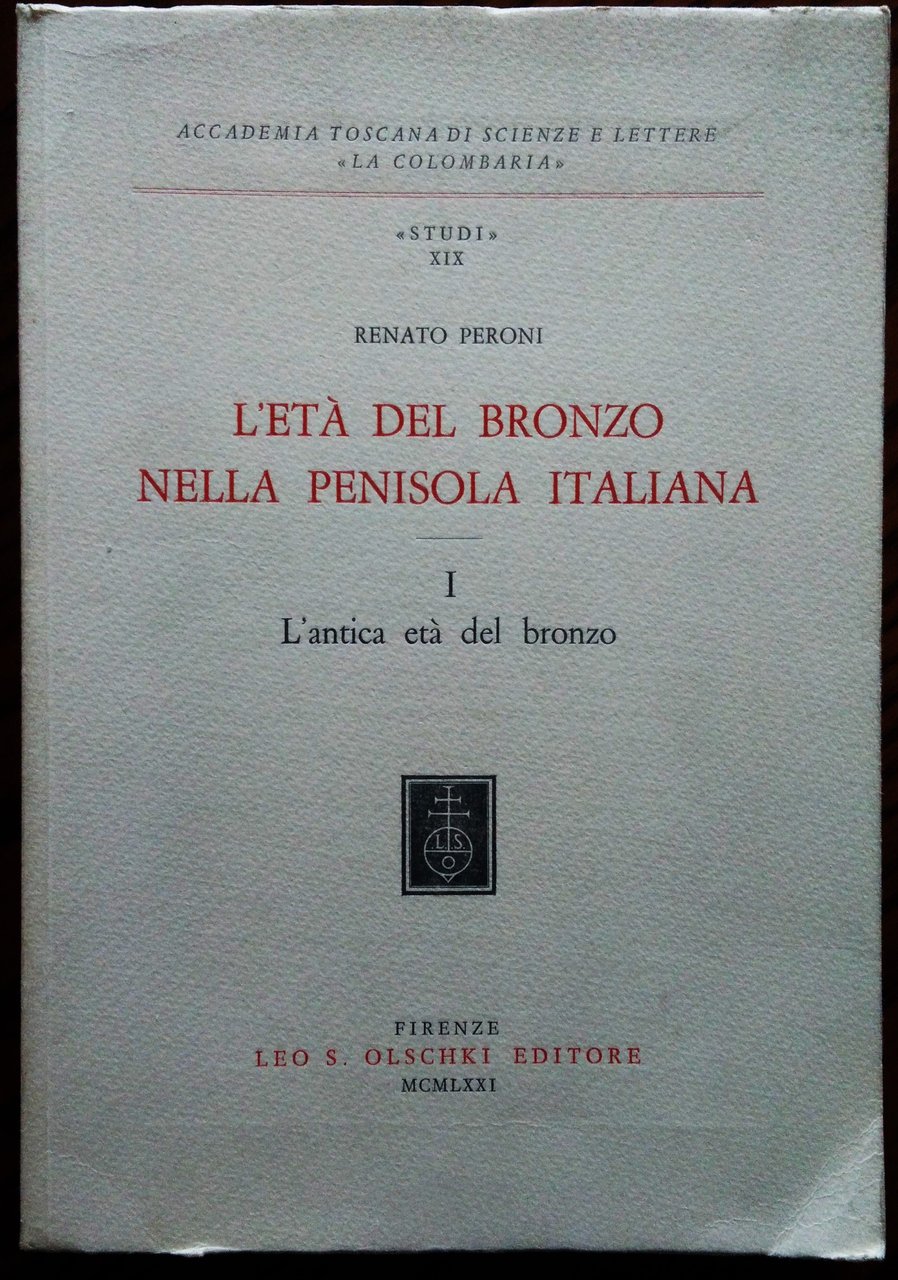 ACCADEMIA TOSCANA DI SCIENZE E LETTERE
«LA COLOMBARIA»
«STUDI»
XIX
RENATO PERONI
L'ETÀ DEL BRONZO
NELLA PENISOLA ITALIANA
I
L'antica età del bronzo
L.S.
O
FIRENZE
LEO S. OLSCHKI EDITORE
MCMLXXI